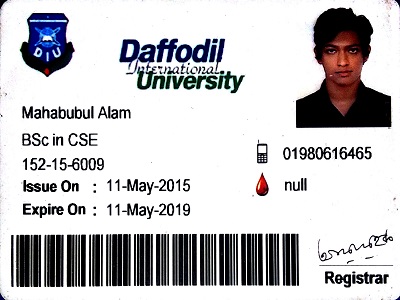 DIU
Daffodil
International
University
Mahabubul Alam
BSc in CSE
152-15-6009
01980616465
Issue On : 11-May-2015
null
Expire On : 11-May-2019
Registrar